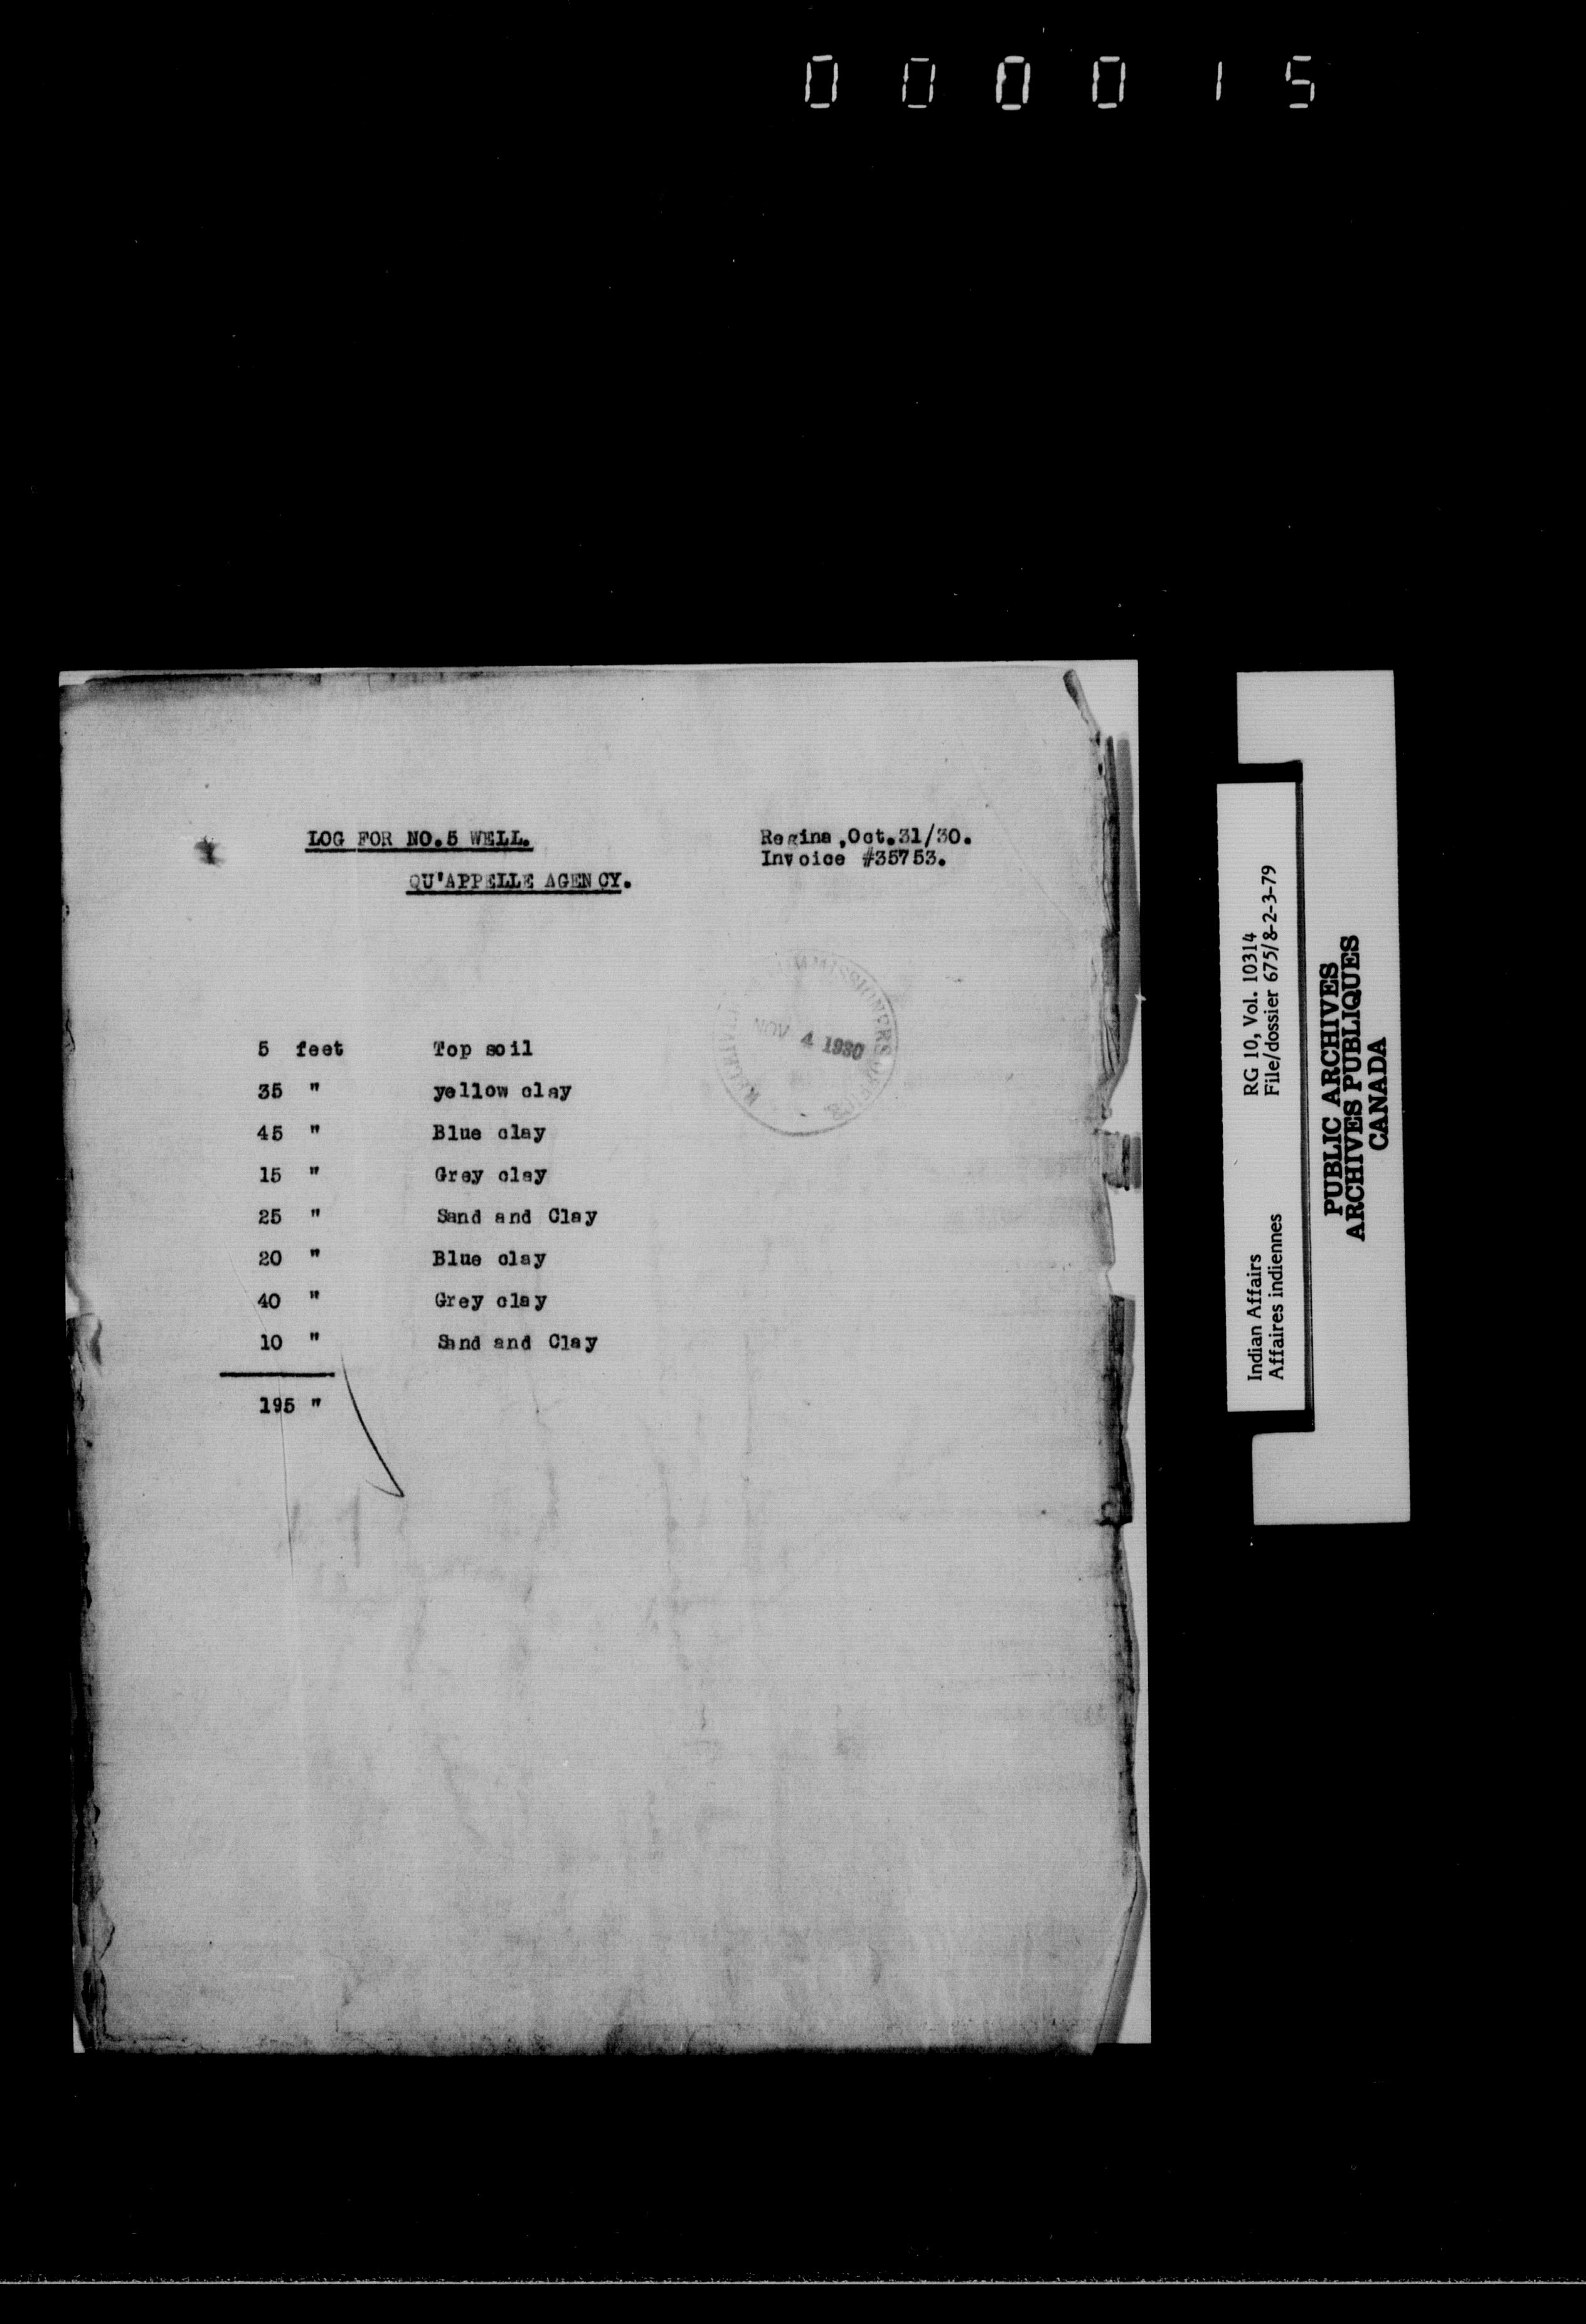 000015
LOG FOR NO.5 WELL.
QU'APPELLE AGENCY.
Regina,Oct.31/30.
Invoice #35753.
COMMISSIONERS OFFICE
RECEIVED
NOV 4 1930
5 feet Top soil
35 " yellow clay
45 " Blue clay
15 " Grey clay
25 " Sand and Clay
20 " Blue clay
40 " Grey clay
10 " Sand and Clay
195 "
Indian Affairs RG 10, Vol. 10314
Affaires indiennes File/dossier 675/8-2-3-79
PUBLIC ARCHIVES
ARCHIVES PUBLIQUES
CANADA